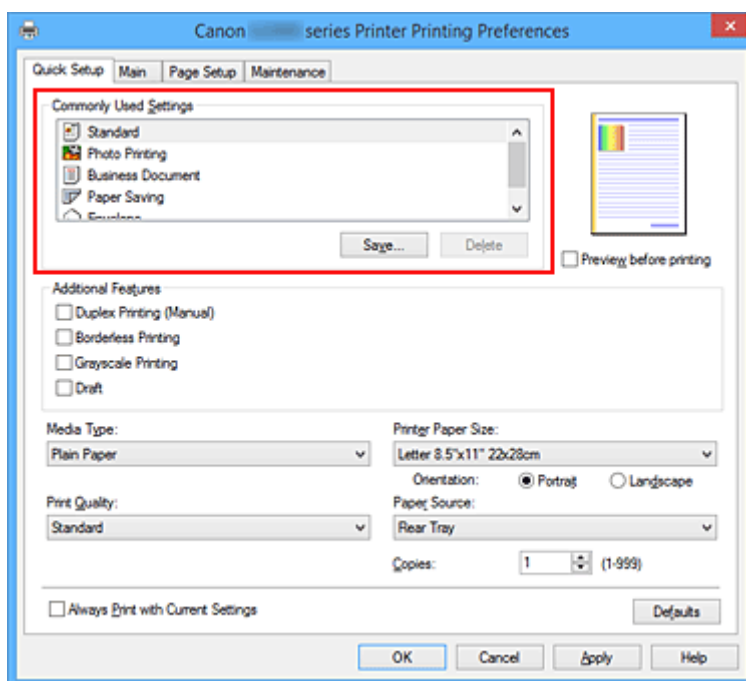 Canon series Printer Printing Preferences
Quick Setup Main Page Setup Maintenance
Commonly Used Settings
Standard
Photo Printing
Business Document
Paper Saving
Envelope
Save... Delete
Preview before printing
Additional Features
Duplex Printing (Manual)
Borderless Printing
Grayscale Printing
Draft
Media Type:
Plain Paper
Printer Paper Size:
Letter 8.5"x11" 22x28cm
Orientation: Portrait Landscape
Print Quality:
Standard
Paper Source:
Rear Tray
Copies: 1 (1-999)
Always Print with Current Settings
Defaults
OK Cancel Apply Help